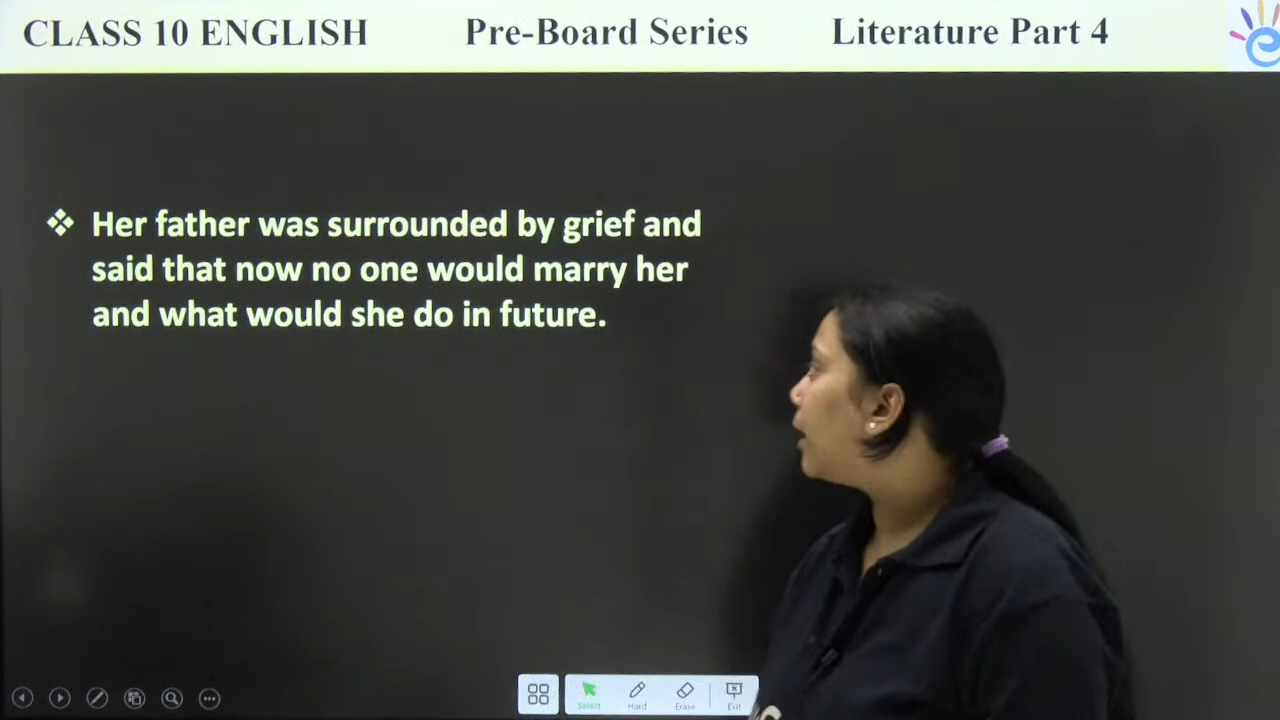 CLASS 10 ENGLISH Pre-Board Series Literature Part 4
❖ Her father was surrounded by grief and
said that now no one would marry her
and what would she do in future.
Select Hard Erase Exit